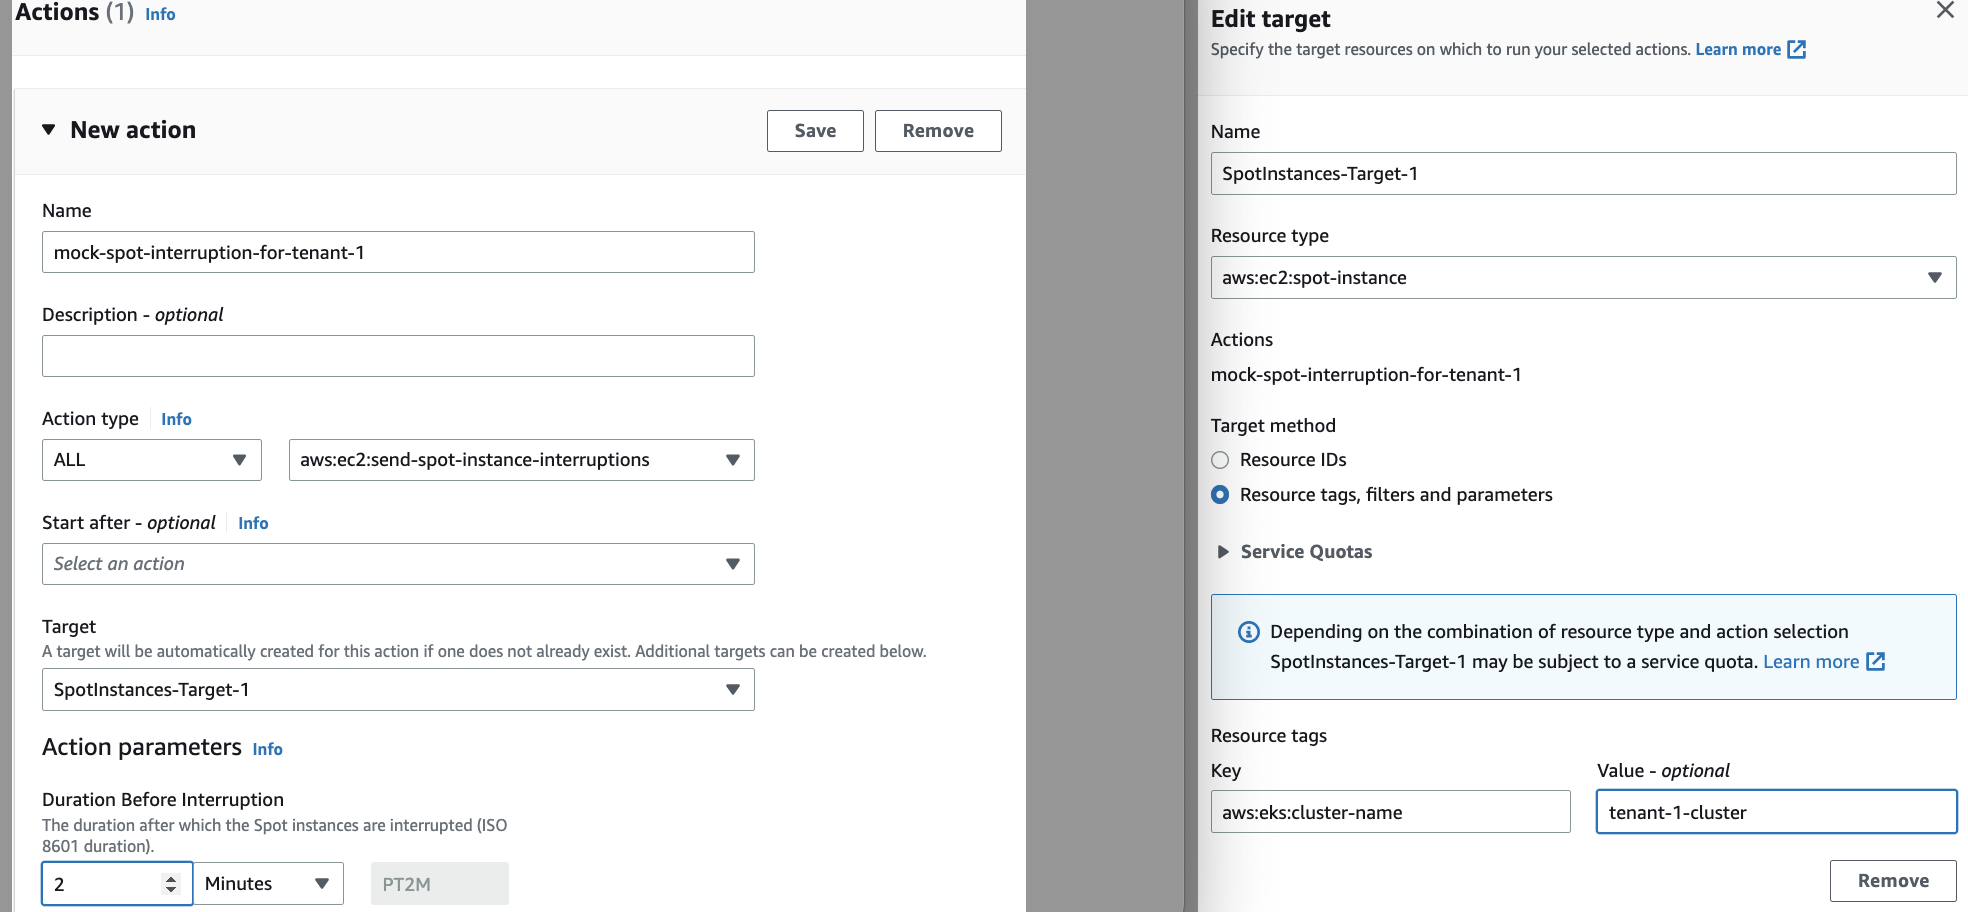 Actions (1) Info
New action
Save
Remove
Name
mock-spot-interruption-for-tenant-1
Description - optional
Action type Info
ALL
aws:ec2:send-spot-instance-interruptions
Start after - optional Info
Select an action
Target
A target will be automatically created for this action if one does not already exist. Additional targets can be created below.
SpotInstances-Target-1
Action parameters Info
Duration Before Interruption
The duration after which the Spot instances are interrupted (ISO
8601 duration).
2
Minutes
PT2M
Edit target
Specify the target resources on which to run your selected actions. Learn more
Name
SpotInstances-Target-1
Resource type
aws:ec2:spot-instance
Actions
mock-spot-interruption-for-tenant-1
Target method
Resource IDs
Resource tags, filters and parameters
Service Quotas
Depending on the combination of resource type and action selection
SpotInstances-Target-1 may be subject to a service quota. Learn more
Resource tags
Key
Value - optional
aws:eks:cluster-name
tenant-1-cluster
Remove